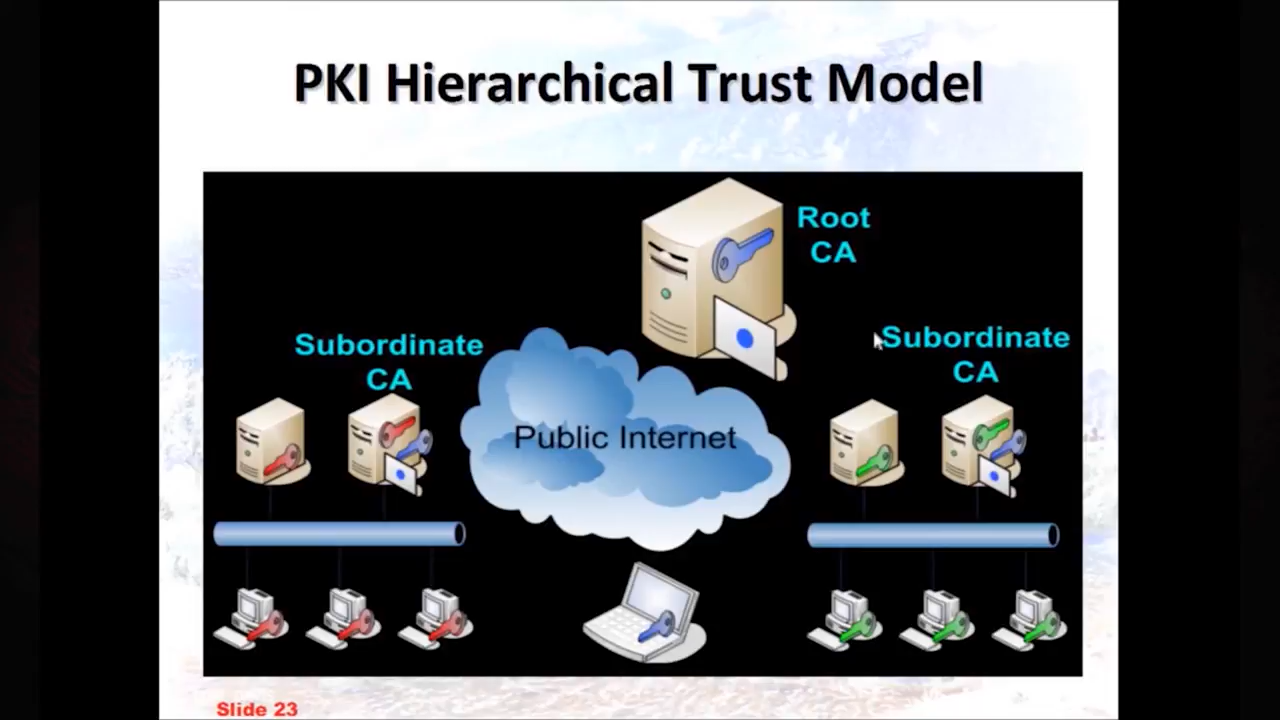 PKI Hierarchical Trust Model
Root
CA
Subordinate
CA
Subordinate
CA
Public Internet
Slide 23